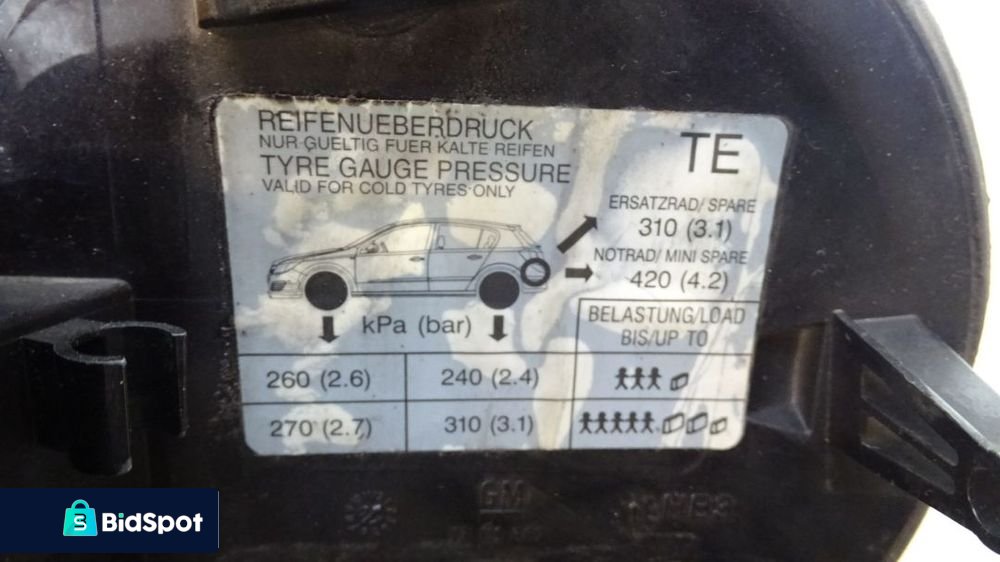 REIFENUEBERDRUCK
NUR GUELTIG FUER KALTE REIFEN
TYRE GAUGE PRESSURE
VALID FOR COLD TYRES ONLY
TE
ERSATZRAD/ SPARE
310 (3.1)
NOTRAD/ MINI SPARE
420 (4.2)
kPa (bar)
BELASTUNG/LOAD
BIS/UP TO
260 (2.6) 240 (2.4)
270 (2.7) 310 (3.1)
GM
BidSpot